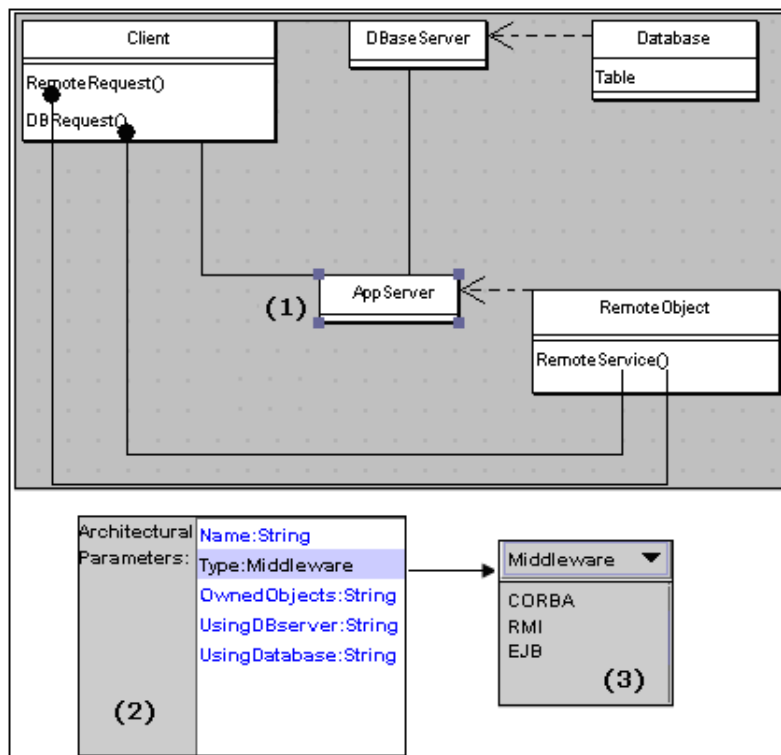 Client
RemoteRequest()
DBRequest()
DBaseServer
Database
Table
(1)
AppServer
RemoteObject
RemoteService()
Architectural
Parameters:
(2)
Name:String
Type:Middleware
OwnedObjects:String
UsingDBserver:String
UsingDatabase:String
Middleware
CORBA
RMI
EJB
(3)